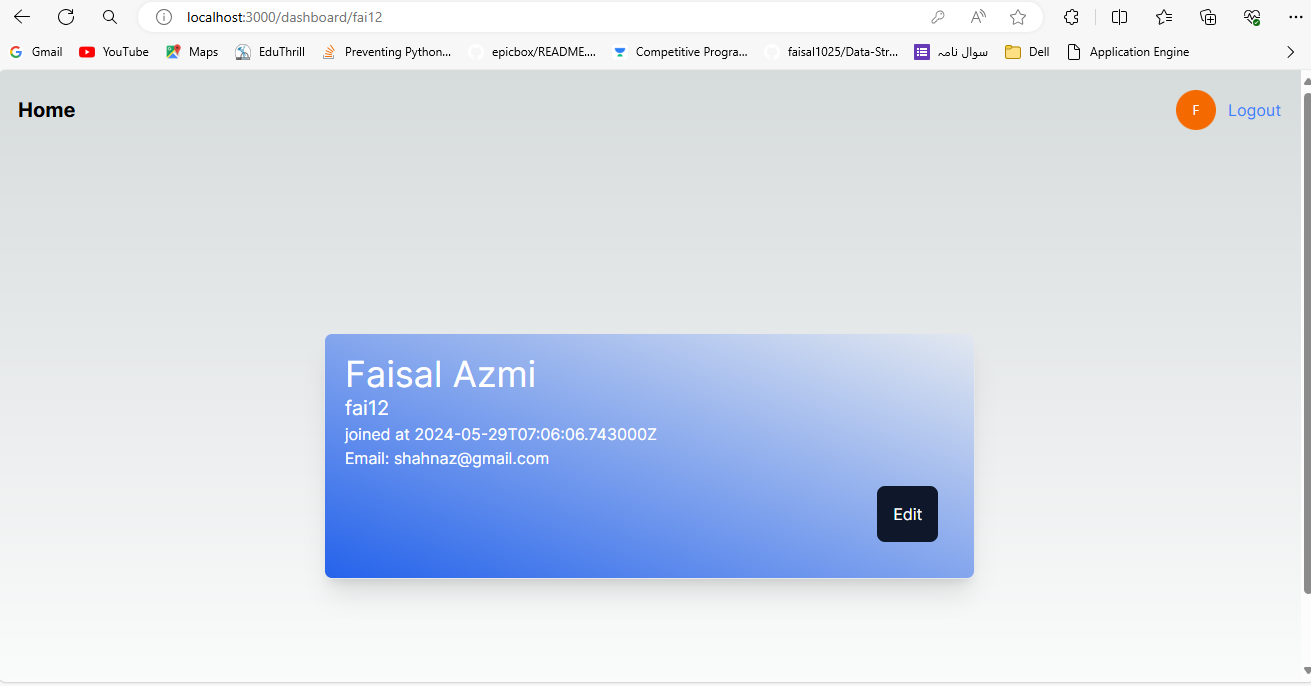 localhost:3000/dashboard/fai12
Gmail YouTube Maps EduThrill Preventing Python... epicbox/README.... Competitive Progra... faisal1025/Data-Str... سوال نامہ Dell Application Engine
Home F Logout
Faisal Azmi
fai12
joined at 2024-05-29T07:06:06.743000Z
Email: shahnaz@gmail.com
Edit